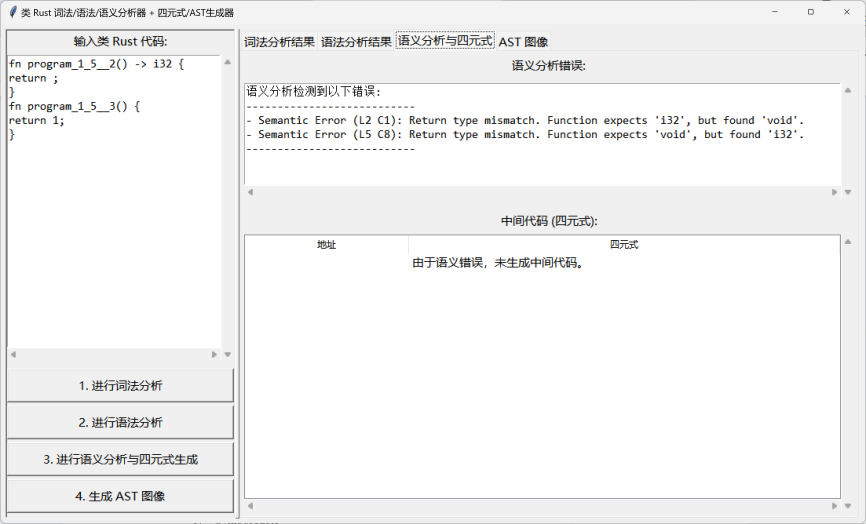 类 Rust 词法/语法/语义分析器 + 四元式/AST生成器
输入类 Rust 代码:
fn program_1_5__2() -> i32 {
return ;
}
fn program_1_5__3() {
return 1;
}
1. 进行词法分析
2. 进行语法分析
3. 进行语义分析与四元式生成
4. 生成 AST 图像
词法分析结果 语法分析结果 语义分析与四元式 AST 图像
语义分析错误:
语义分析检测到以下错误:
---------------------------
- Semantic Error (L2 C1): Return type mismatch. Function expects 'i32', but found 'void'.
- Semantic Error (L5 C8): Return type mismatch. Function expects 'void', but found 'i32'.
---------------------------
中间代码 (四元式):
地址 四元式
由于语义错误，未生成中间代码。